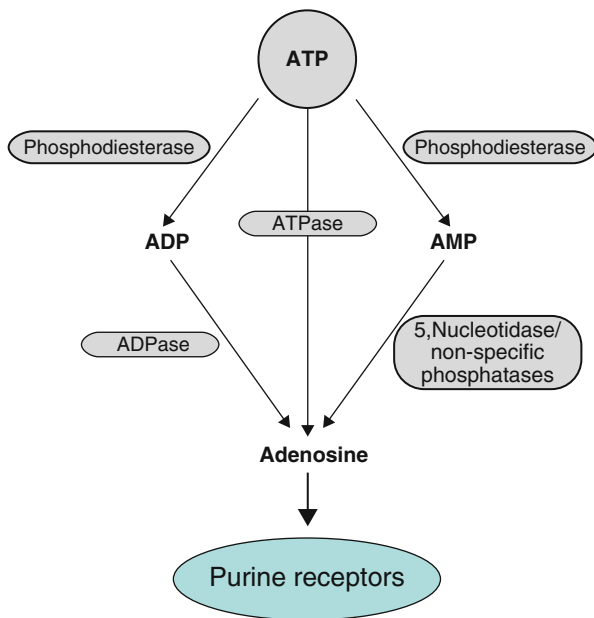 ATP
Phosphodiesterase
Phosphodiesterase
ATPase
ADP
AMP
ADPase
5,Nucleotidase/
non-specific
phosphatases
Adenosine
Purine receptors